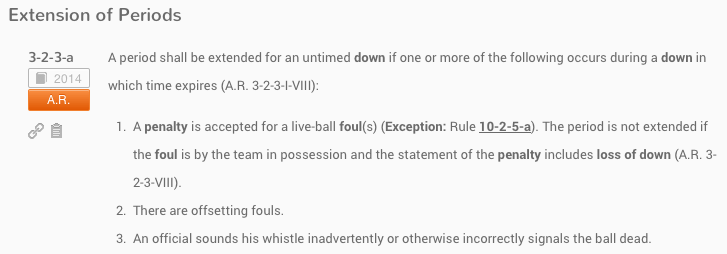 Extension of Periods
3-2-3-a
2014
A.R.
A period shall be extended for an untimed down if one or more of the following occurs during a down in
which time expires (A.R. 3-2-3-I-VIII):
1. A penalty is accepted for a live-ball foul(s) (Exception: Rule 10-2-5-a). The period is not extended if
the foul is by the team in possession and the statement of the penalty includes loss of down (A.R. 3-
2-3-VIII).
2. There are offsetting fouls.
3. An official sounds his whistle inadvertently or otherwise incorrectly signals the ball dead.